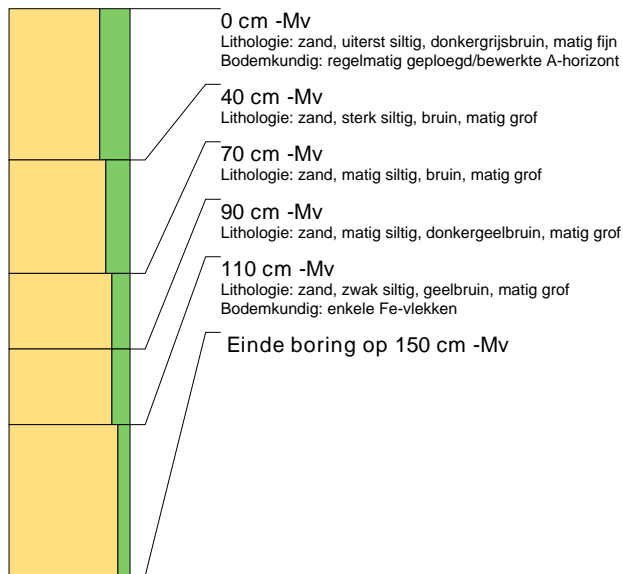 0 cm -Mv
Lithologie: zand, uiterst siltig, donkergrijsbruin, matig fijn
Bodemkundig: regelmatig geploegd/bewerkte A-horizont
40 cm -Mv
Lithologie: zand, sterk siltig, bruin, matig grof
70 cm -Mv
Lithologie: zand, matig siltig, bruin, matig grof
90 cm -Mv
Lithologie: zand, matig siltig, donkergeelbruin, matig grof
110 cm -Mv
Lithologie: zand, zwak siltig, geelbruin, matig grof
Bodemkundig: enkele Fe-vlekken
Einde boring op 150 cm -Mv